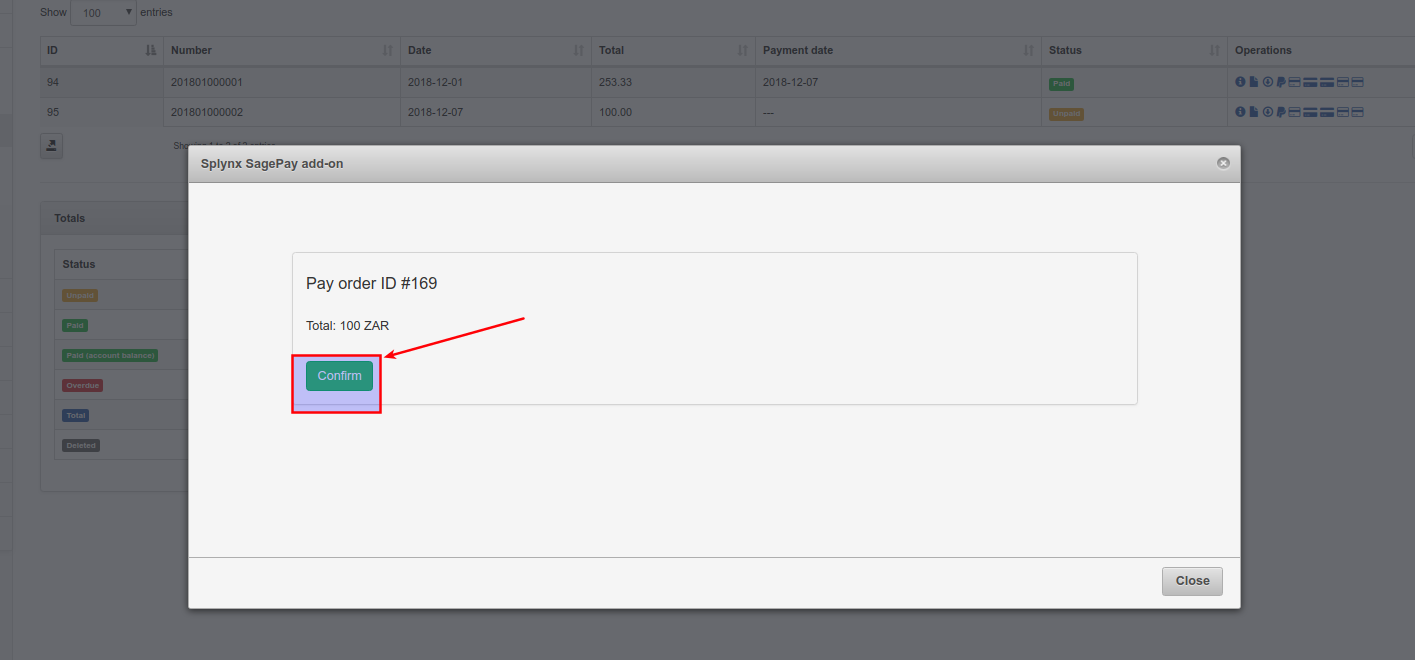 Show 100 entries
ID Number Date Total Payment date Status Operations
94 201801000001 2018-12-01 253.33 2018-12-07 Paid
95 201801000002 2018-12-07 100.00 --- Unpaid
Splynx SagePay add-on
Totals
Status
Unpaid
Paid
Paid (account balance)
Overdue
Total
Deleted
Pay order ID #169
Total: 100 ZAR
Confirm
Close